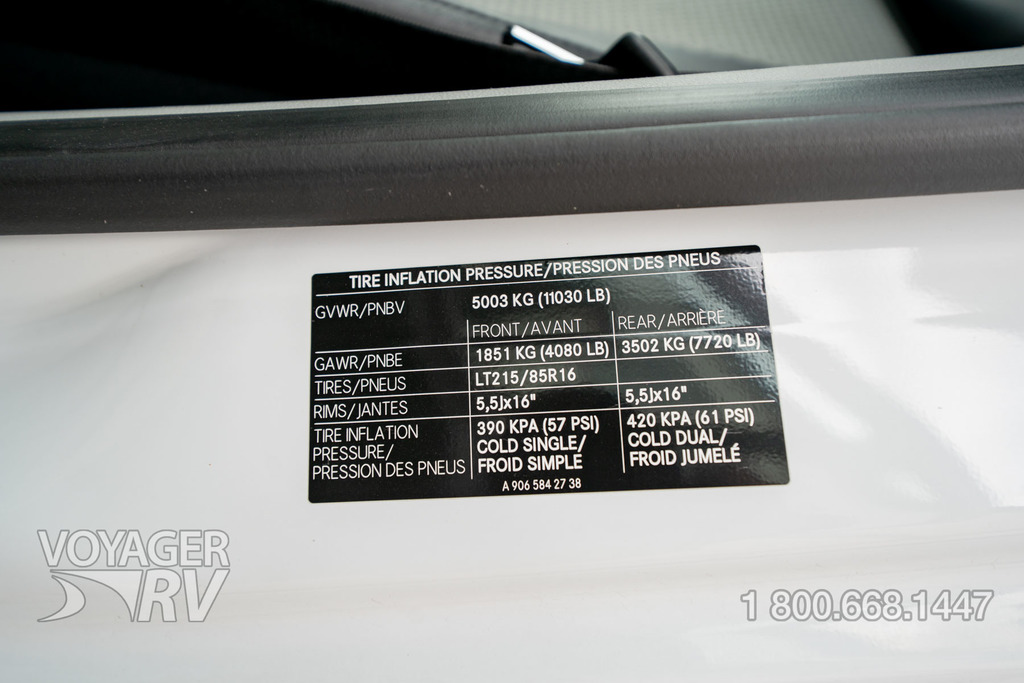 TIRE INFLATION PRESSURE/PRESSION DES PNEUS
GVWR/PNBV 5003 KG (11030 LB)
FRONT/AVANT REAR/ARRIÈRE
GAWR/PNBE 1851 KG (4080 LB) 3502 KG (7720 LB)
TIRES/PNEUS LT215/85R16
RIMS/JANTES 5,5Jx16" 5,5Jx16"
TIRE INFLATION 390 KPA (57 PSI) 420 KPA (61 PSI)
PRESSURE/ COLD SINGLE/ COLD DUAL/
PRESSION DES PNEUS FROID SIMPLE FROID JUMELÉ
A 906 584 27 38
VOYAGER
RV
1 800.668.1447